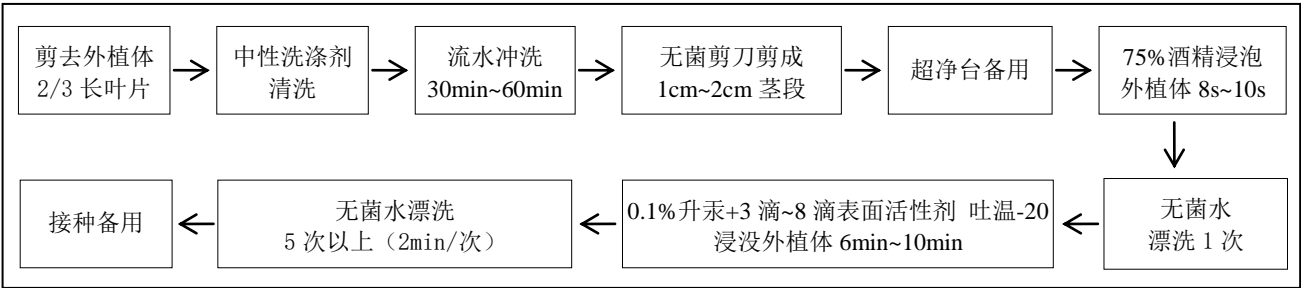 剪去外植体
2/3 长叶片
中性洗涤剂
清洗
流水冲洗
30min~60min
无菌剪刀剪成
1cm~2cm 茎段
超净台备用
75%酒精浸泡
外植体 8s~10s
无菌水
漂洗 1 次
0.1%升汞+3 滴~8 滴表面活性剂 吐温-20
浸没外植体 6min~10min
无菌水漂洗
5 次以上（2min/次）
接种备用